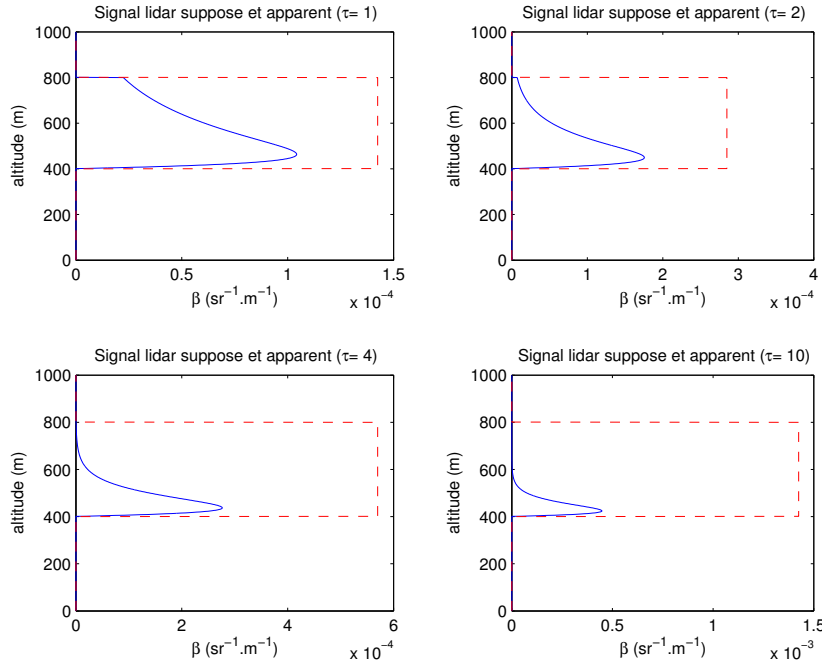 Signal lidar suppose et apparent (τ= 1)
1000
800
600
400
200
0
altitude (m)
0
0.5
1
1.5
β (sr⁻¹.m⁻¹)
x 10⁻⁴
Signal lidar suppose et apparent (τ= 2)
1000
800
600
400
200
0
altitude (m)
0
1
2
3
4
β (sr⁻¹.m⁻¹)
x 10⁻⁴
Signal lidar suppose et apparent (τ= 4)
1000
800
600
400
200
0
altitude (m)
0
2
4
6
β (sr⁻¹.m⁻¹)
x 10⁻⁴
Signal lidar suppose et apparent (τ= 10)
1000
800
600
400
200
0
altitude (m)
0
0.5
1
1.5
β (sr⁻¹.m⁻¹)
x 10⁻³